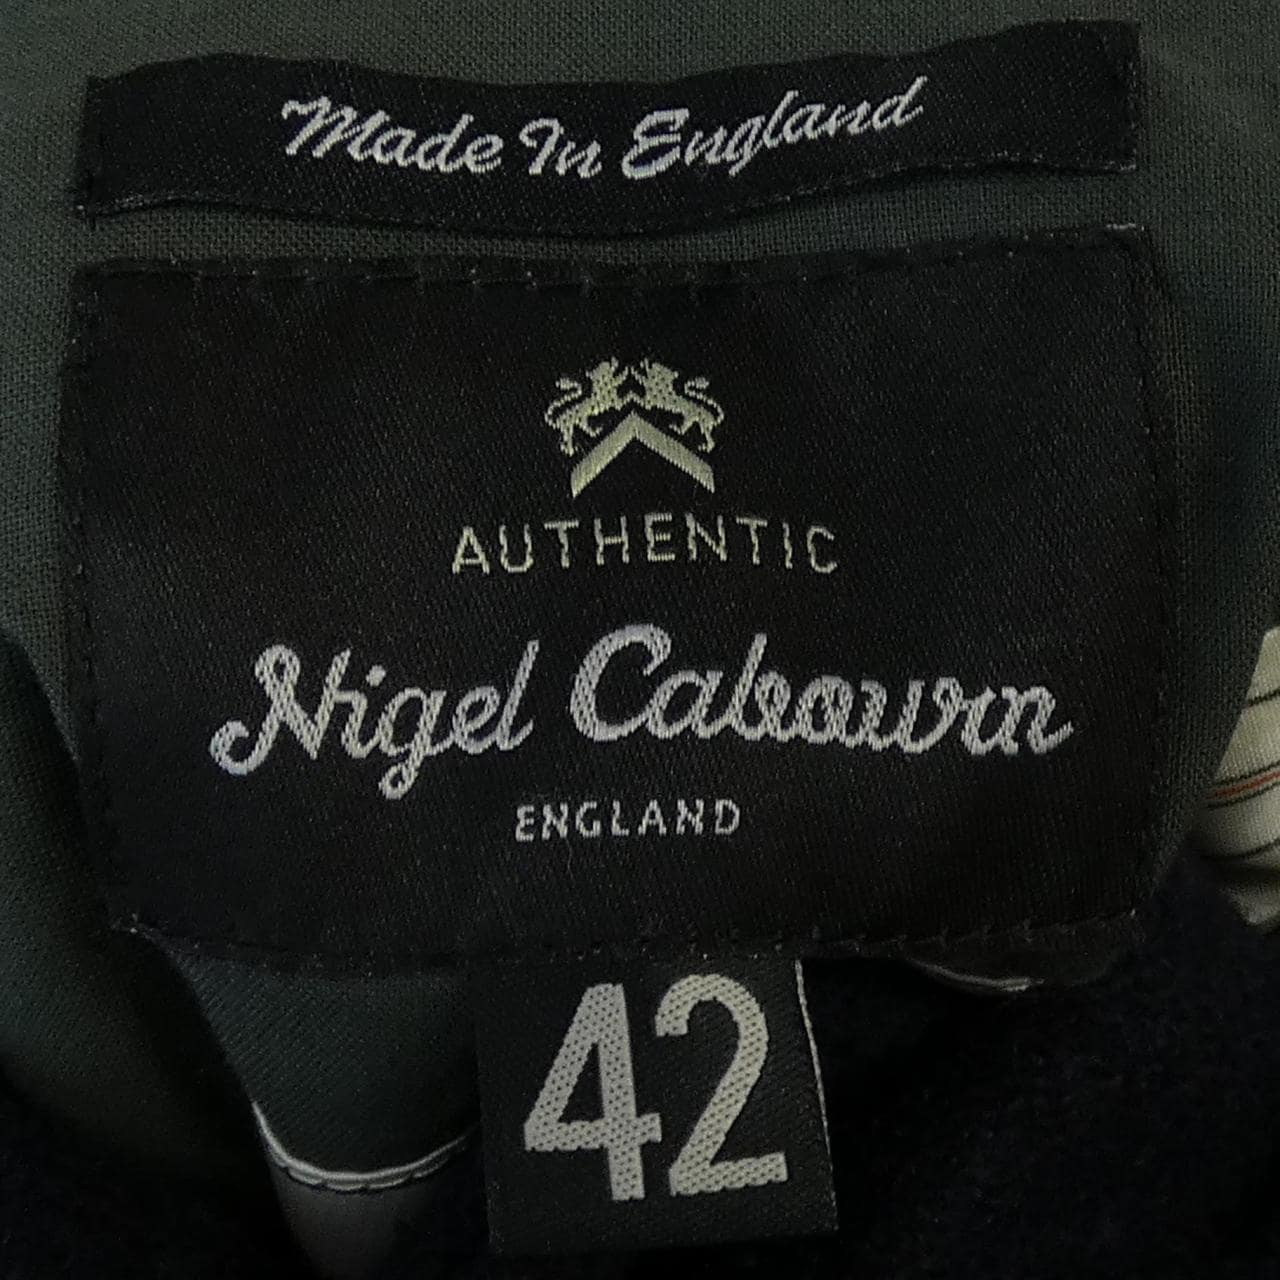 Made In England
AUTHENTIC
Nigel Cabourn
ENGLAND
42